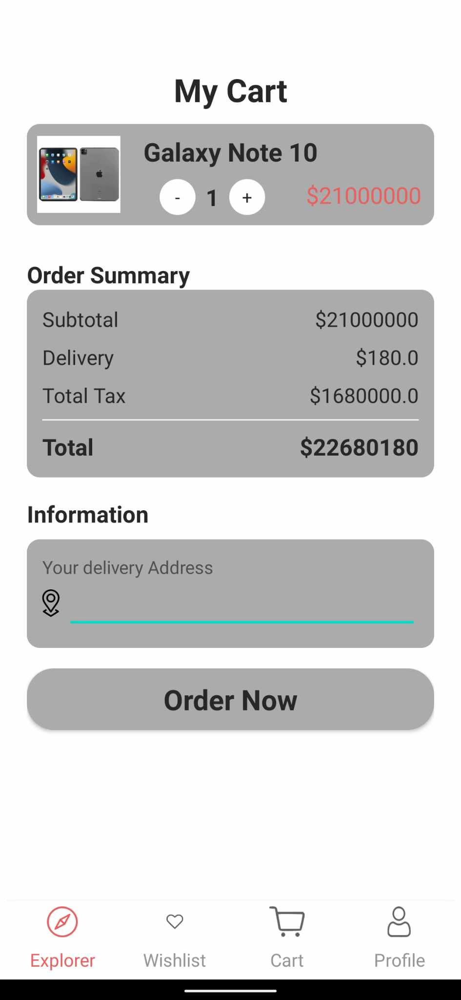 My Cart
Galaxy Note 10
- 1 + $21000000
Order Summary
Subtotal $21000000
Delivery $180.0
Total Tax $1680000.0
Total $22680180
Information
Your delivery Address
Order Now
Explorer Wishlist Cart Profile